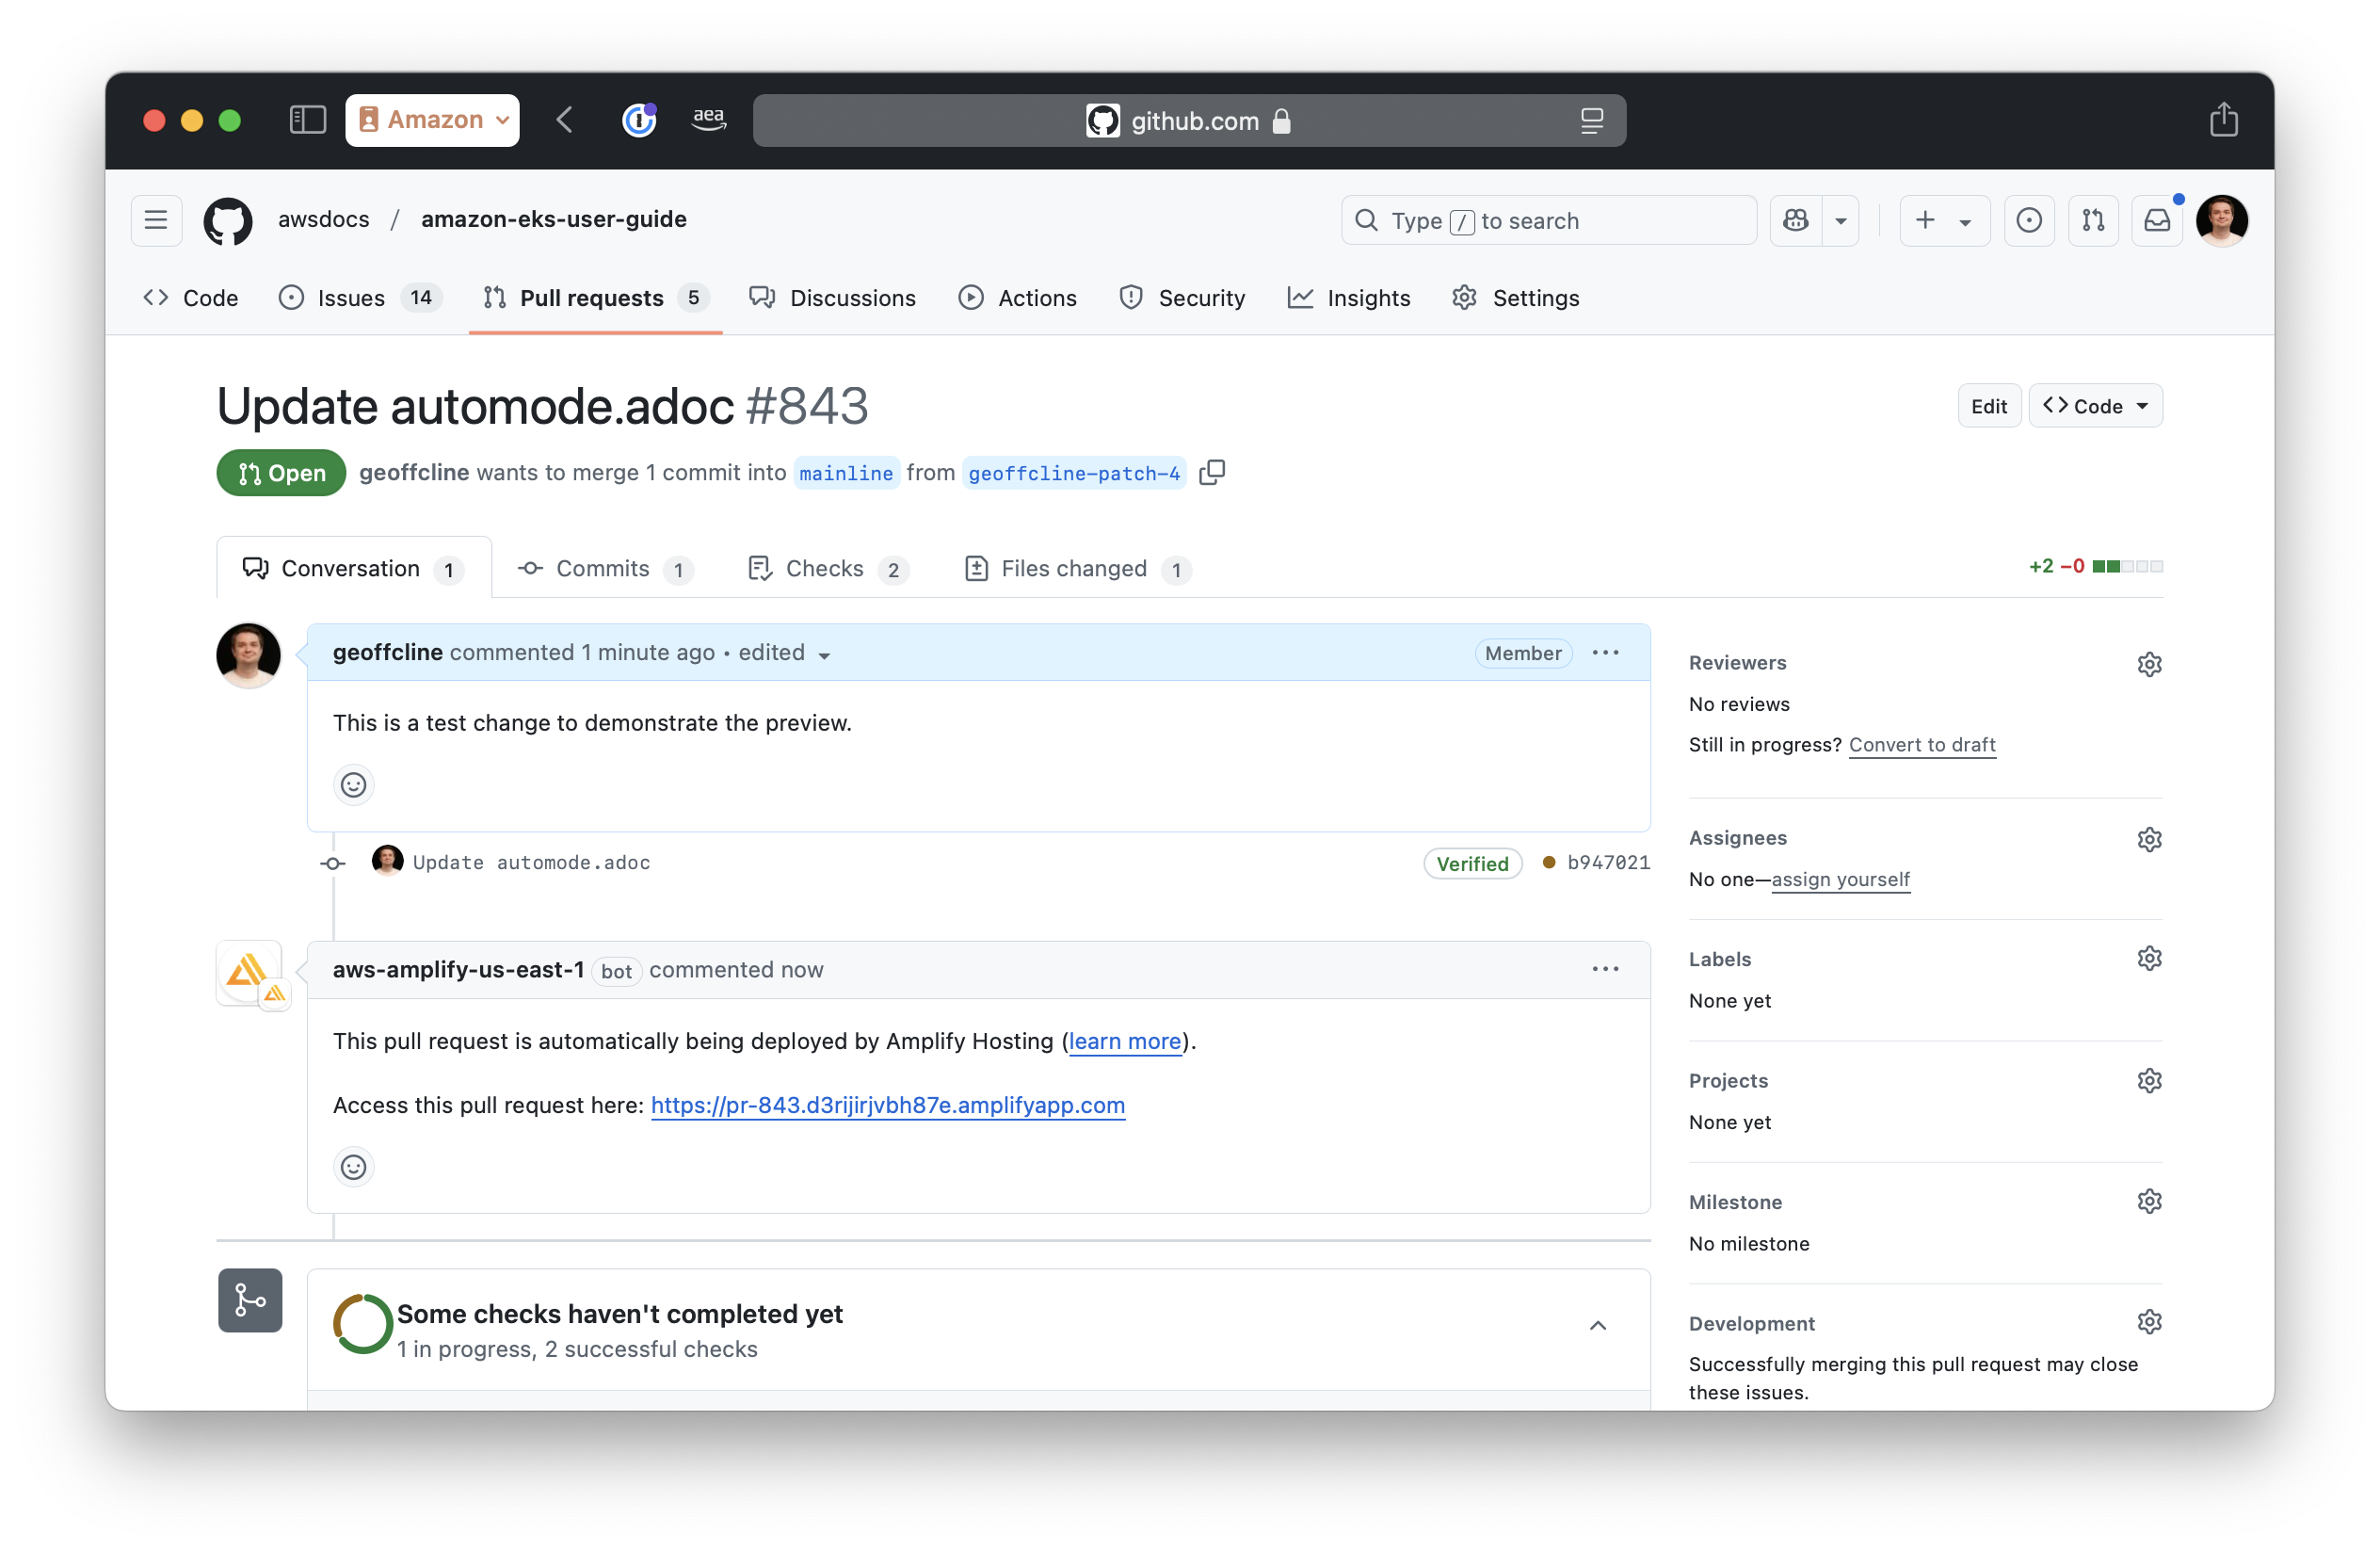 Amazon
aea
github.com
awsdocs / amazon-eks-user-guide
Type / to search
Code
Issues 14
Pull requests 5
Discussions
Actions
Security
Insights
Settings
Update automode.adoc #843
Edit
Code
Open
geoffcline wants to merge 1 commit into mainline from geoffcline-patch-4
Conversation 1
Commits 1
Checks 2
Files changed 1
+2 −0
geoffcline commented 1 minute ago • edited
Member
This is a test change to demonstrate the preview.
Update automode.adoc
Verified
b947021
aws-amplify-us-east-1 bot commented now
This pull request is automatically being deployed by Amplify Hosting (learn more).
Access this pull request here: https://pr-843.d3rijirjvbh87e.amplifyapp.com
Some checks haven't completed yet
1 in progress, 2 successful checks
Reviewers
No reviews
Still in progress? Convert to draft
Assignees
No one—assign yourself
Labels
None yet
Projects
None yet
Milestone
No milestone
Development
Successfully merging this pull request may close
these issues.